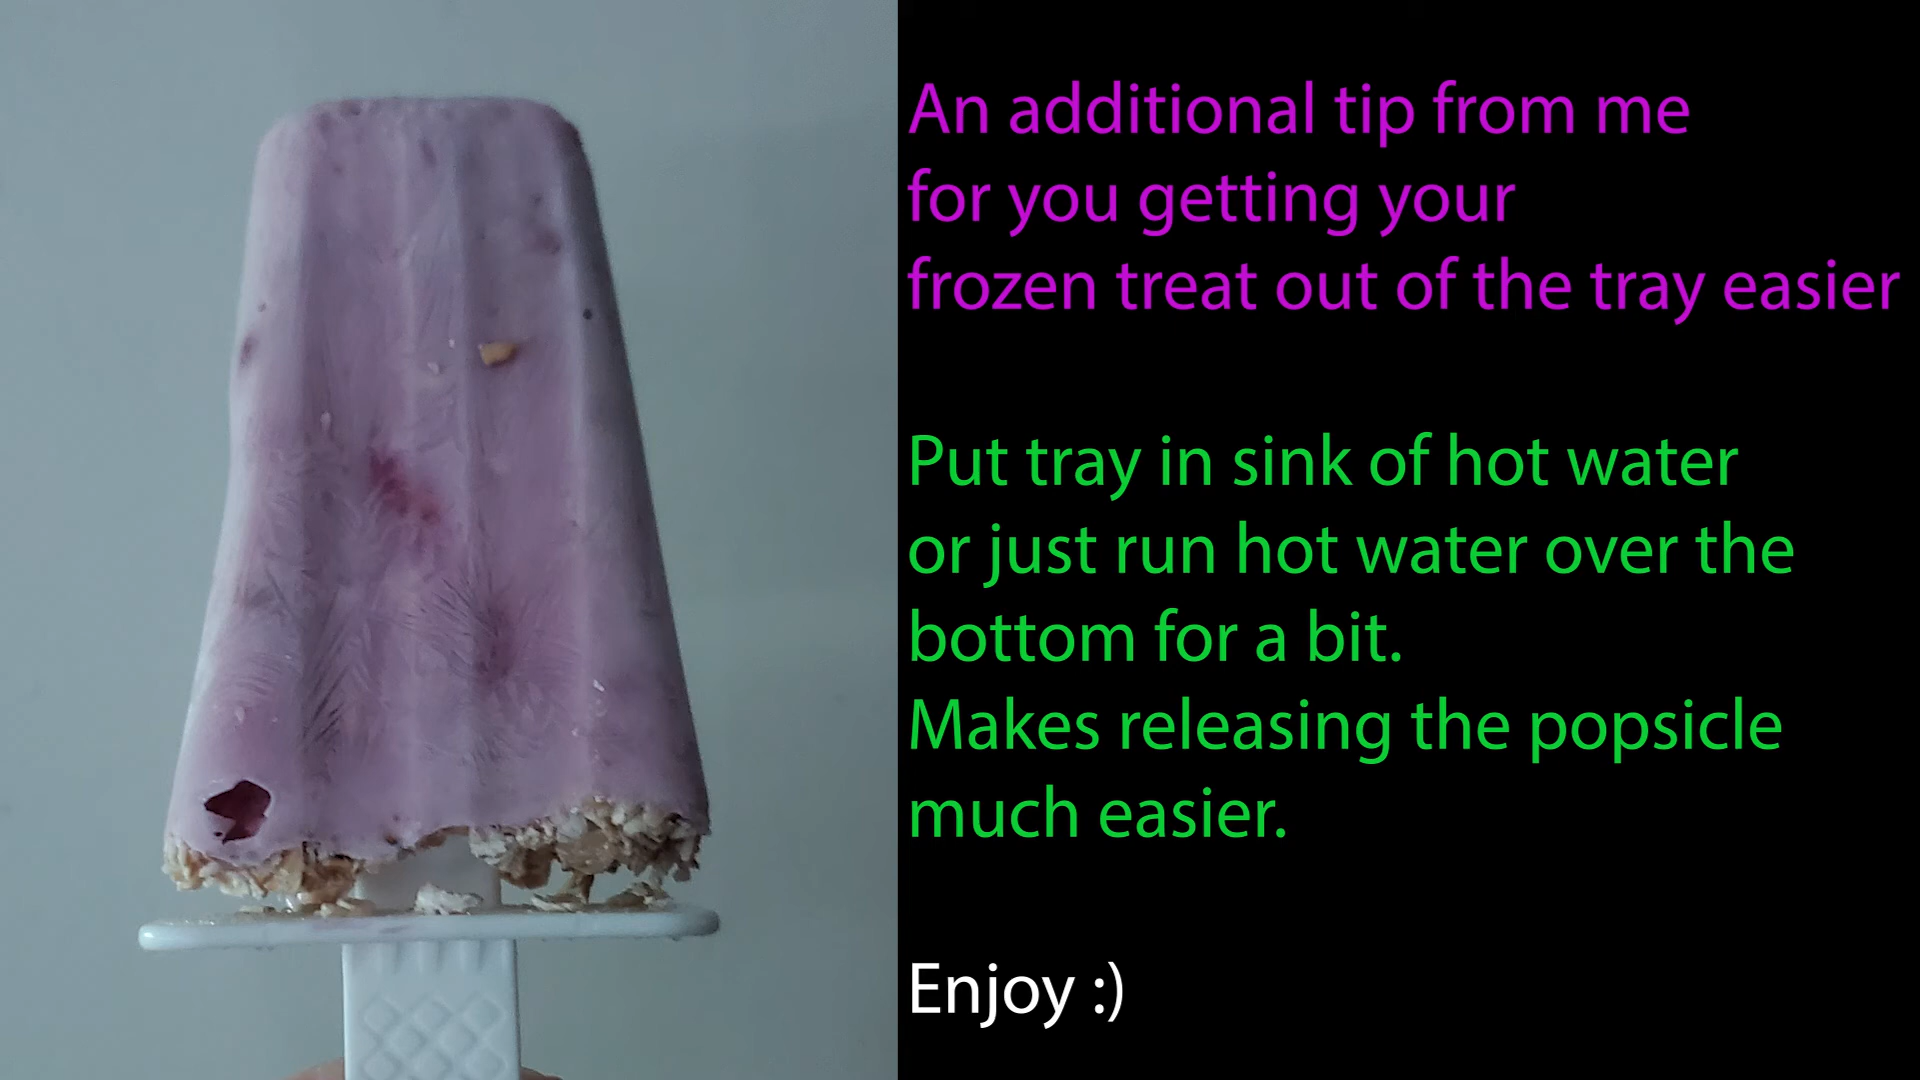 An additional tip from me
for you getting your
frozen treat out of the tray easier
Put tray in sink of hot water
or just run hot water over the
bottom for a bit.
Makes releasing the popsicle
much easier.
Enjoy :)